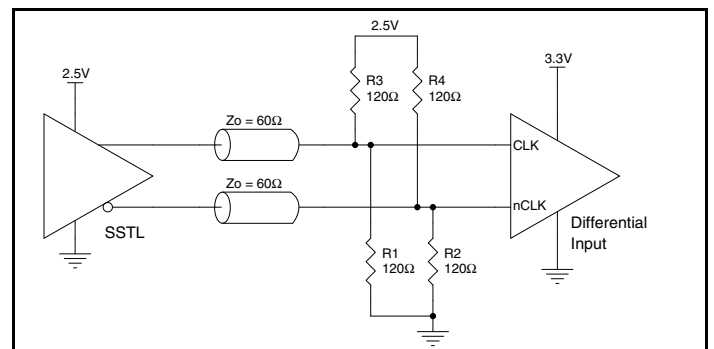 2.5V
3.3V
2.5V
R3
120Ω
R4
120Ω
Zo = 60Ω
CLK
Zo = 60Ω
nCLK
SSTL
Differential
Input
R1
120Ω
R2
120Ω